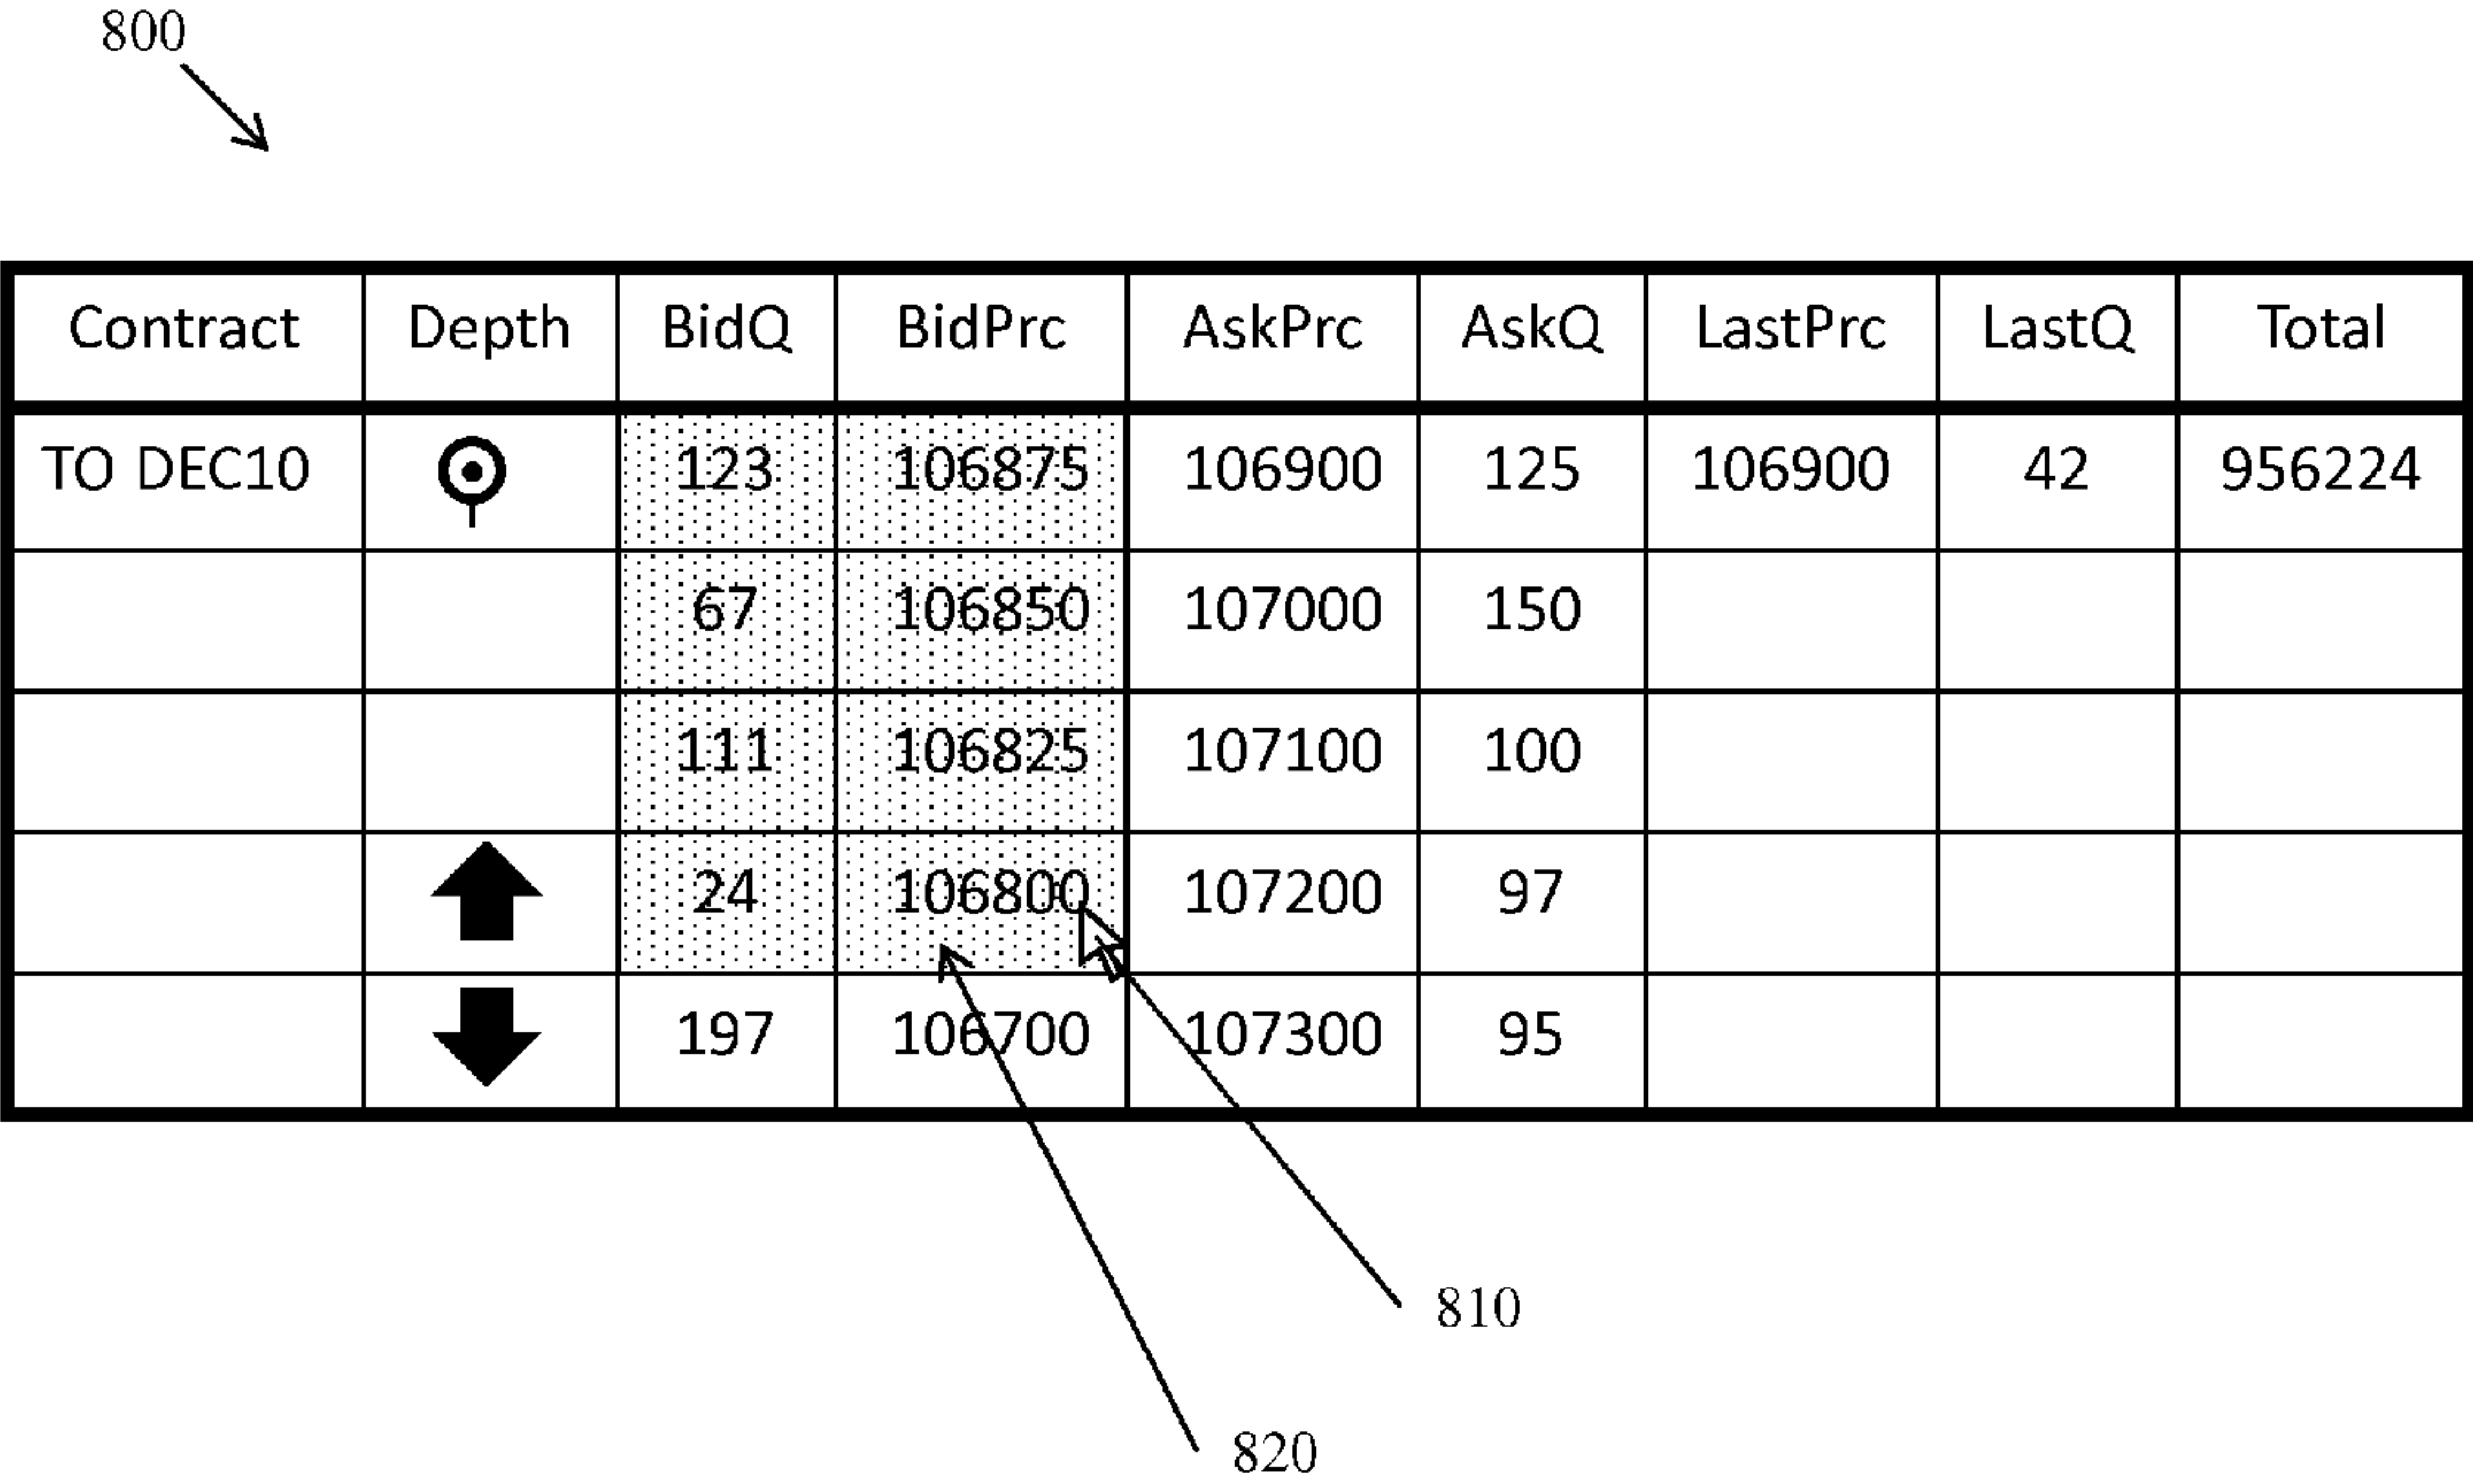 800
Contract Depth BidQ BidPrc AskPrc AskQ LastPrc LastQ Total
TO DEC10 123 106875 106900 125 106900 42 956224
67 106850 107000 150
111 106825 107100 100
24 106800 107200 97
197 106700 107300 95
810
820